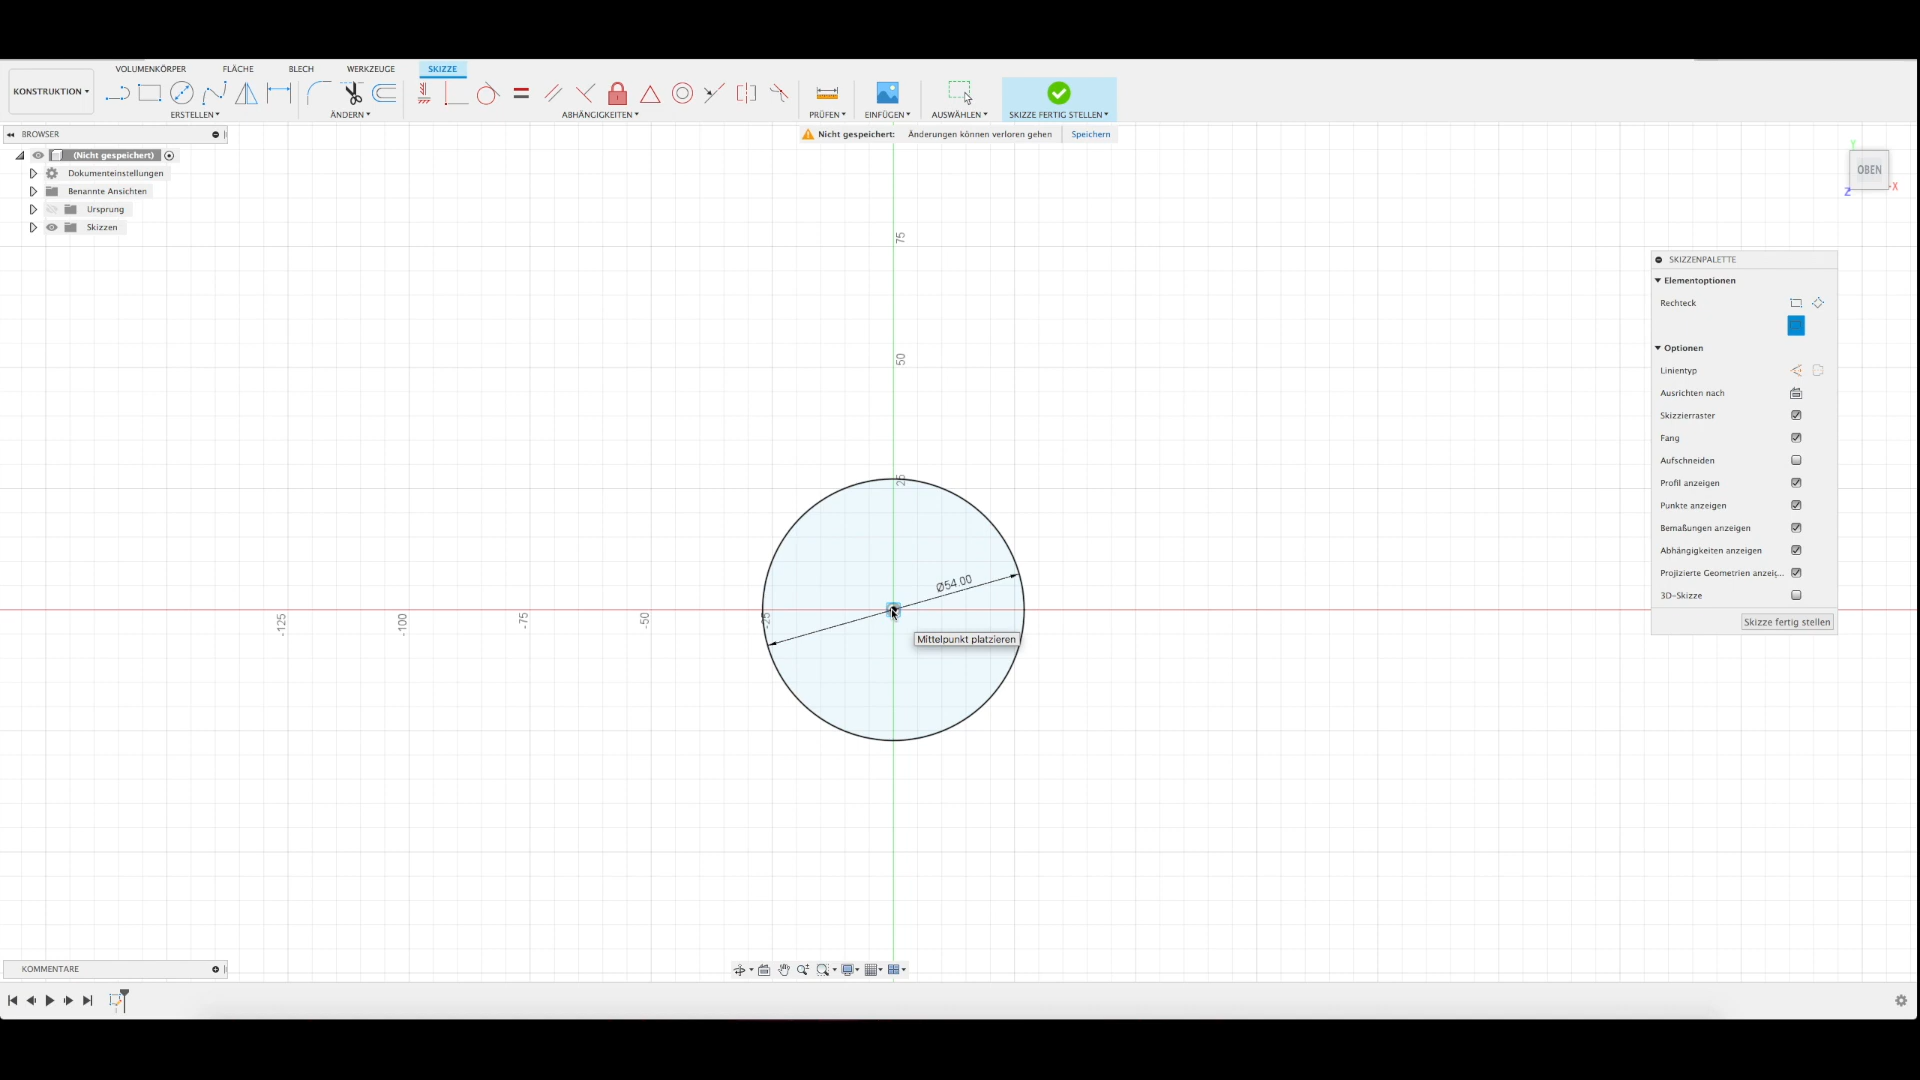 VOLUMENKÖRPER FLÄCHE BLECH WERKZEUGE SKIZZE
KONSTRUKTION
ERSTELLEN ÄNDERN ABHÄNGIGKEITEN PRÜFEN EINFÜGEN AUSWÄHLEN SKIZZE FERTIG STELLEN
BROWSER
Nicht gespeichert: Änderungen können verloren gehen Speichern
(Nicht gespeichert)
Dokumenteinstellungen
Benannte Ansichten
Ursprung
Skizzen
Y
OBEN
Z X
75
50
25
SKIZZENPALETTE
Elementoptionen
Rechteck
Optionen
Linientyp
Ausrichten nach
Skizzierraster
Fang
Aufschneiden
Profil anzeigen
Punkte anzeigen
Bemaßungen anzeigen
Abhängigkeiten anzeigen
Projizierte Geometrien anzeig...
3D-Skizze
Skizze fertig stellen
Ø54.00
-125 -100 -75 -50 -25
Mittelpunkt platzieren
KOMMENTARE